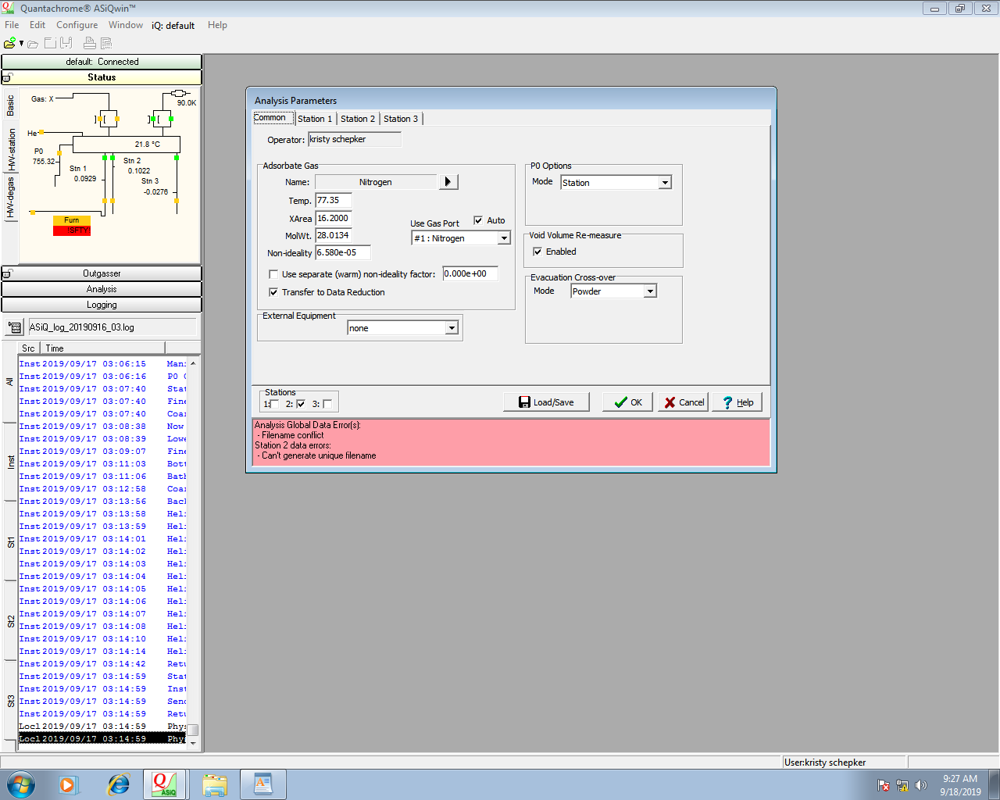 Quantachrome® ASiQwin™
File Edit Configure Window iQ: default Help
default: Connected
Status
Basic
HW-station
HW-degas
Gas: X
90.0K
He
21.8 °C
P0
755.32
Stn 1
0.0929
Stn 2
0.1022
Stn 3
-0.0276
Furn
!SFTY!
Outgasser
Analysis
Logging
ASiQ_log_20190916_03.log
Src Time
All
Inst
St1
St2
St3
Inst 2019/09/17 03:06:15 Man:
Inst 2019/09/17 03:06:16 P0
Inst 2019/09/17 03:07:40 Stat
Inst 2019/09/17 03:07:40 Fine
Inst 2019/09/17 03:07:40 Coar
Inst 2019/09/17 03:08:38 Now
Inst 2019/09/17 03:08:39 Lowe
Inst 2019/09/17 03:09:07 Fine
Inst 2019/09/17 03:11:03 Bott
Inst 2019/09/17 03:11:06 Bath
Inst 2019/09/17 03:12:58 Coar
Inst 2019/09/17 03:13:56 Back
Inst 2019/09/17 03:13:58 Hel:
Inst 2019/09/17 03:13:59 Hel:
Inst 2019/09/17 03:14:01 Hel:
Inst 2019/09/17 03:14:02 Hel:
Inst 2019/09/17 03:14:03 Hel:
Inst 2019/09/17 03:14:04 Hel:
Inst 2019/09/17 03:14:05 Hel:
Inst 2019/09/17 03:14:06 Hel:
Inst 2019/09/17 03:14:07 Hel:
Inst 2019/09/17 03:14:08 Hel:
Inst 2019/09/17 03:14:10 Hel:
Inst 2019/09/17 03:14:14 Hel:
Inst 2019/09/17 03:14:42 Retu
Inst 2019/09/17 03:14:59 Stat
Inst 2019/09/17 03:14:59 Inst
Inst 2019/09/17 03:14:59 Send
Inst 2019/09/17 03:14:59 Retu
Locl 2019/09/17 03:14:59 Phys
Locl 2019/09/17 03:14:59 Phy
Analysis Parameters
Common Station 1 Station 2 Station 3
Operator: kristy schepker
Adsorbate Gas
Name: Nitrogen
Temp. 77.35
XArea 16.2000
MolWt. 28.0134
Non-ideality 6.580e-05
Use Gas Port Auto
#1 : Nitrogen
Use separate (warm) non-ideality factor: 0.000e+00
Transfer to Data Reduction
External Equipment
none
P0 Options
Mode Station
Void Volume Re-measure
Enabled
Evacuation Cross-over
Mode Powder
Stations
1: 2: 3:
Load/Save OK Cancel Help
Analysis Global Data Error(s):
- Filename conflict
Station 2 data errors:
- Can't generate unique filename
User:kristy schepker
ASiQ
9:27 AM
9/18/2019